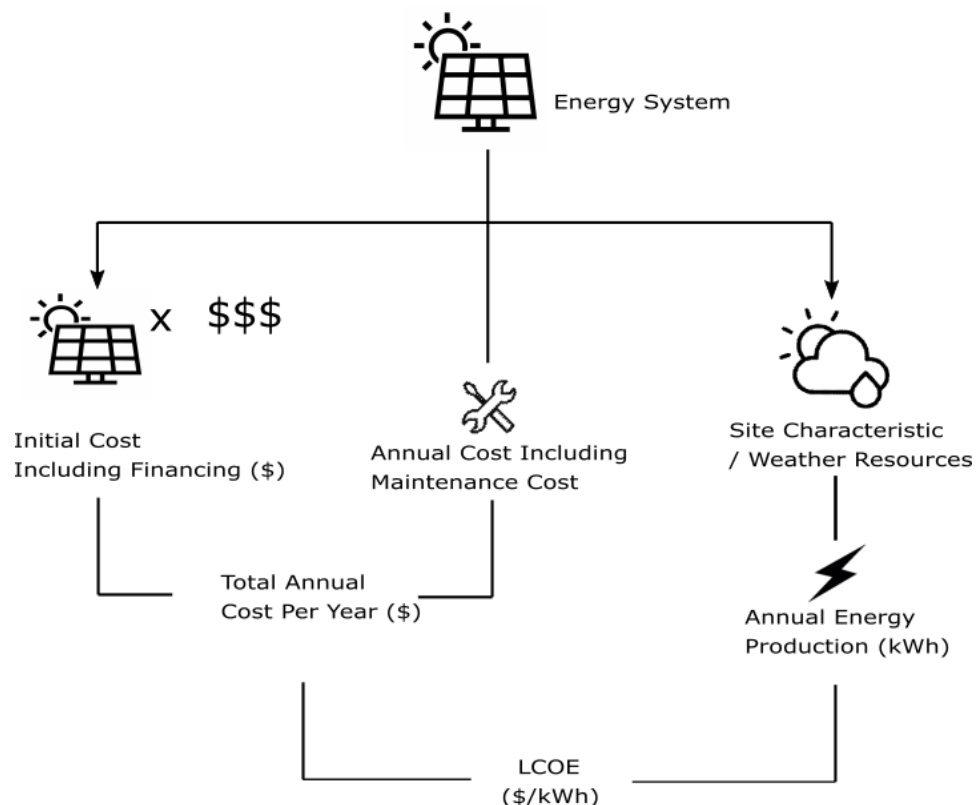 Energy System
x $$$
Initial Cost
Including Financing ($)
Annual Cost Including
Maintenance Cost
Site Characteristic
/ Weather Resources
Total Annual
Cost Per Year ($)
Annual Energy
Production (kWh)
LCOE
($/kWh)